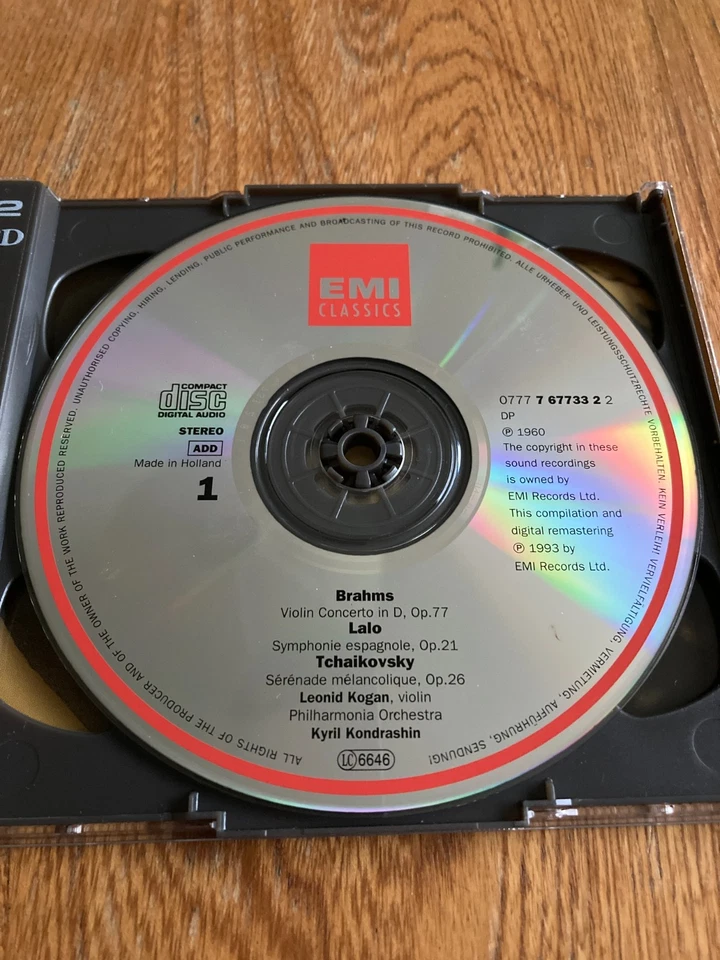 2
CD
ALL RIGHTS OF THE PRODUCER AND OF THE OWNER OF THE WORK REPRODUCED RESERVED. UNAUTHORISED COPYING, HIRING, LENDING, PUBLIC PERFORMANCE AND BROADCASTING OF THIS RECORD PROHIBITED. ALLE URHEBER- UND LEISTUNGSSCHUTZRECHTE VORBEHALTEN. KEIN VERLEIH! VERVIELFÄLTIGUNG, VERMIETUNG, AUFFÜHRUNG, SENDUNG!
EMI
CLASSICS
COMPACT
disc
DIGITAL AUDIO
STEREO
ADD
Made in Holland
1
0777 7 67733 2 2
DP
℗ 1960
The copyright in these
sound recordings
is owned by
EMI Records Ltd.
This compilation and
digital remastering
℗ 1993 by
EMI Records Ltd.
Brahms
Violin Concerto in D, Op.77
Lalo
Symphonie espagnole, Op.21
Tchaikovsky
Sérénade mélancolique, Op.26
Leonid Kogan, violin
Philharmonia Orchestra
Kyril Kondrashin
LC 6646